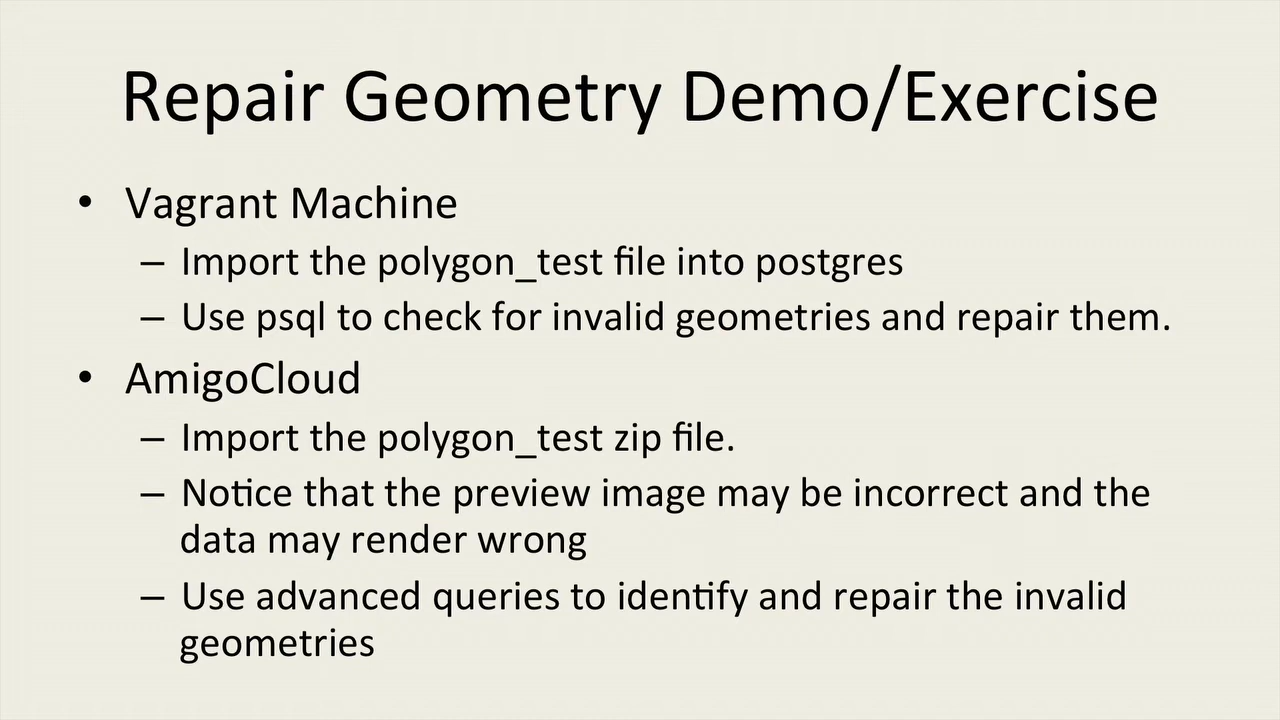 Repair Geometry Demo/Exercise
• Vagrant Machine
– Import the polygon_test file into postgres
– Use psql to check for invalid geometries and repair them.
• AmigoCloud
– Import the polygon_test zip file.
– Notice that the preview image may be incorrect and the
data may render wrong
– Use advanced queries to identify and repair the invalid
geometries